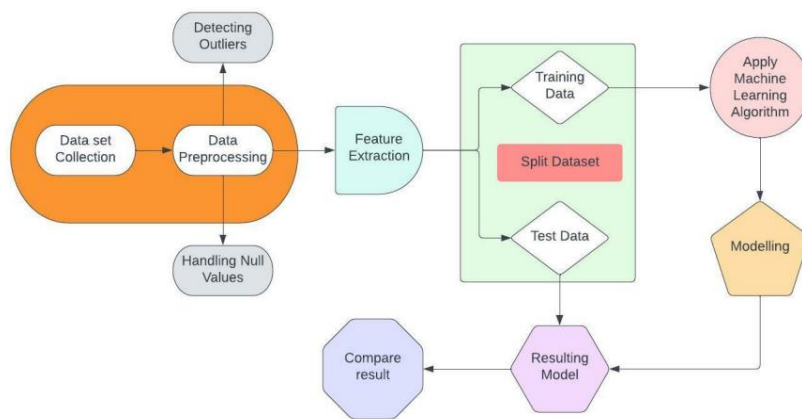 Detecting
Outliers
Data set
Collection
Data
Preprocessing
Handling Null
Values
Feature
Extraction
Training
Data
Split Dataset
Test Data
Apply
Machine
Learning
Algorithm
Modelling
Resulting
Model
Compare
result